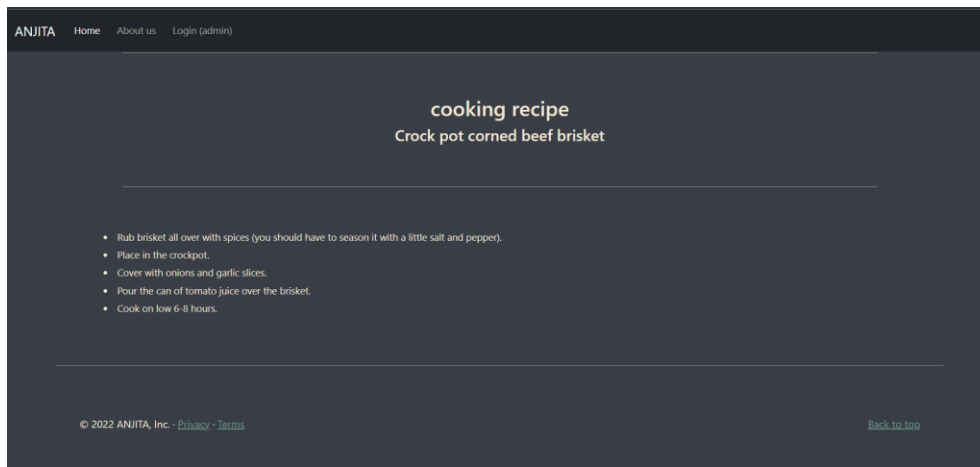 ANJITA Home About us Login (admin)
cooking recipe
Crock pot corned beef brisket
Rub brisket all over with spices (you should have to season it with a little salt and pepper).
Place in the crockpot.
Cover with onions and garlic slices.
Pour the can of tomato juice over the brisket.
Cook on low 6-8 hours.
© 2022 ANJITA, Inc. · Privacy · Terms Back to top